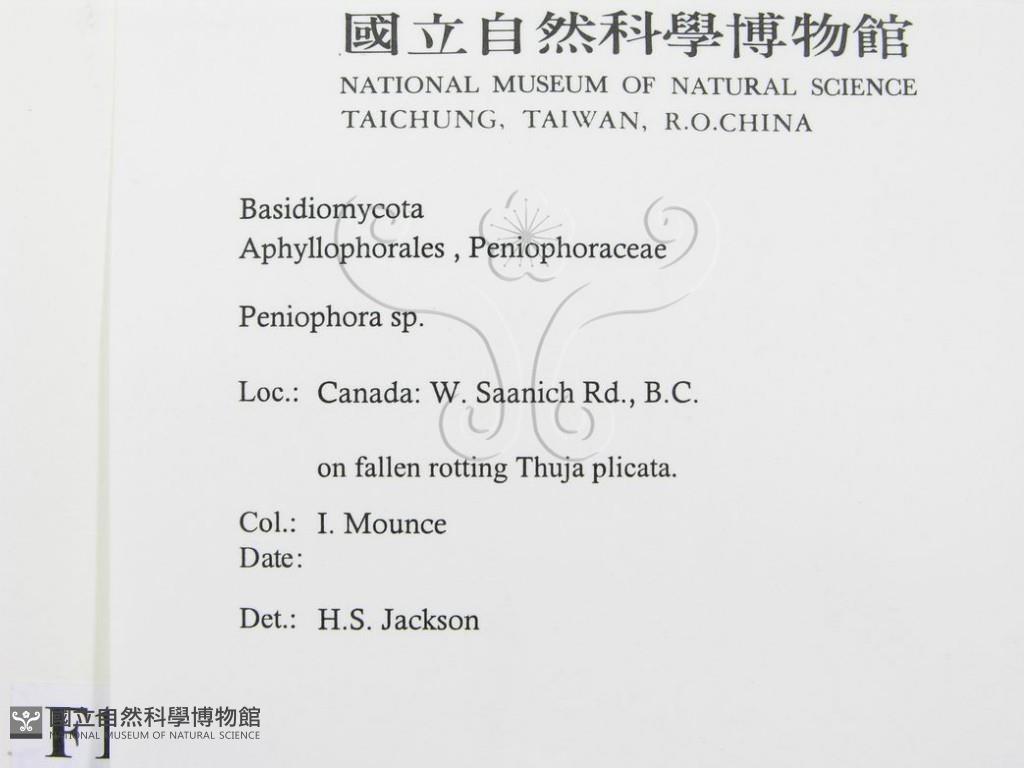 國立自然科學博物館
NATIONAL MUSEUM OF NATURAL SCIENCE
TAICHUNG, TAIWAN, R.O.CHINA
Basidiomycota
Aphyllophorales , Peniophoraceae
Peniophora sp.
Loc.: Canada: W. Saanich Rd., B.C.
on fallen rotting Thuja plicata.
Col.: I. Mounce
Date:
Det.: H.S. Jackson
國立自然科學博物館
NATIONAL MUSEUM OF NATURAL SCIENCE